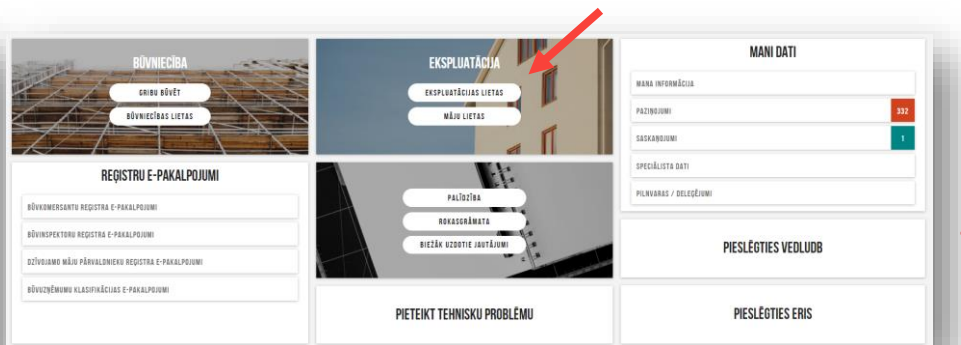 BŪVNIECĪBA
GRIBU BŪVĒT
BŪVNIECĪBAS LIETAS
EKSPLUATĀCIJA
EKSPLUATĀCIJAS LIETAS
MĀJU LIETAS
MANI DATI
MANA INFORMĀCIJA
PAZIŅOJUMI 332
SASKAŅOJUMI 1
SPECIĀLISTA DATI
PILNVARAS / DELEĢĒJUMI
REĢISTRU E-PAKALPOJUMI
BŪVKOMERSANTU REĢISTRA E-PAKALPOJUMI
BŪVINSPEKTORU REĢISTRA E-PAKALPOJUMI
DZĪVOJAMO MĀJU PĀRVALDNIEKU REĢISTRA E-PAKALPOJUMI
BŪVUZŅĒMUMU KLASIFIKĀCIJAS E-PAKALPOJUMI
PALĪDZĪBA
ROKASGRĀMATA
BIEŽĀK UZDOTIE JAUTĀJUMI
PIETEIKT TEHNISKU PROBLĒMU
PIESLĒGTIES VEDLUDB
PIESLĒGTIES ERIS